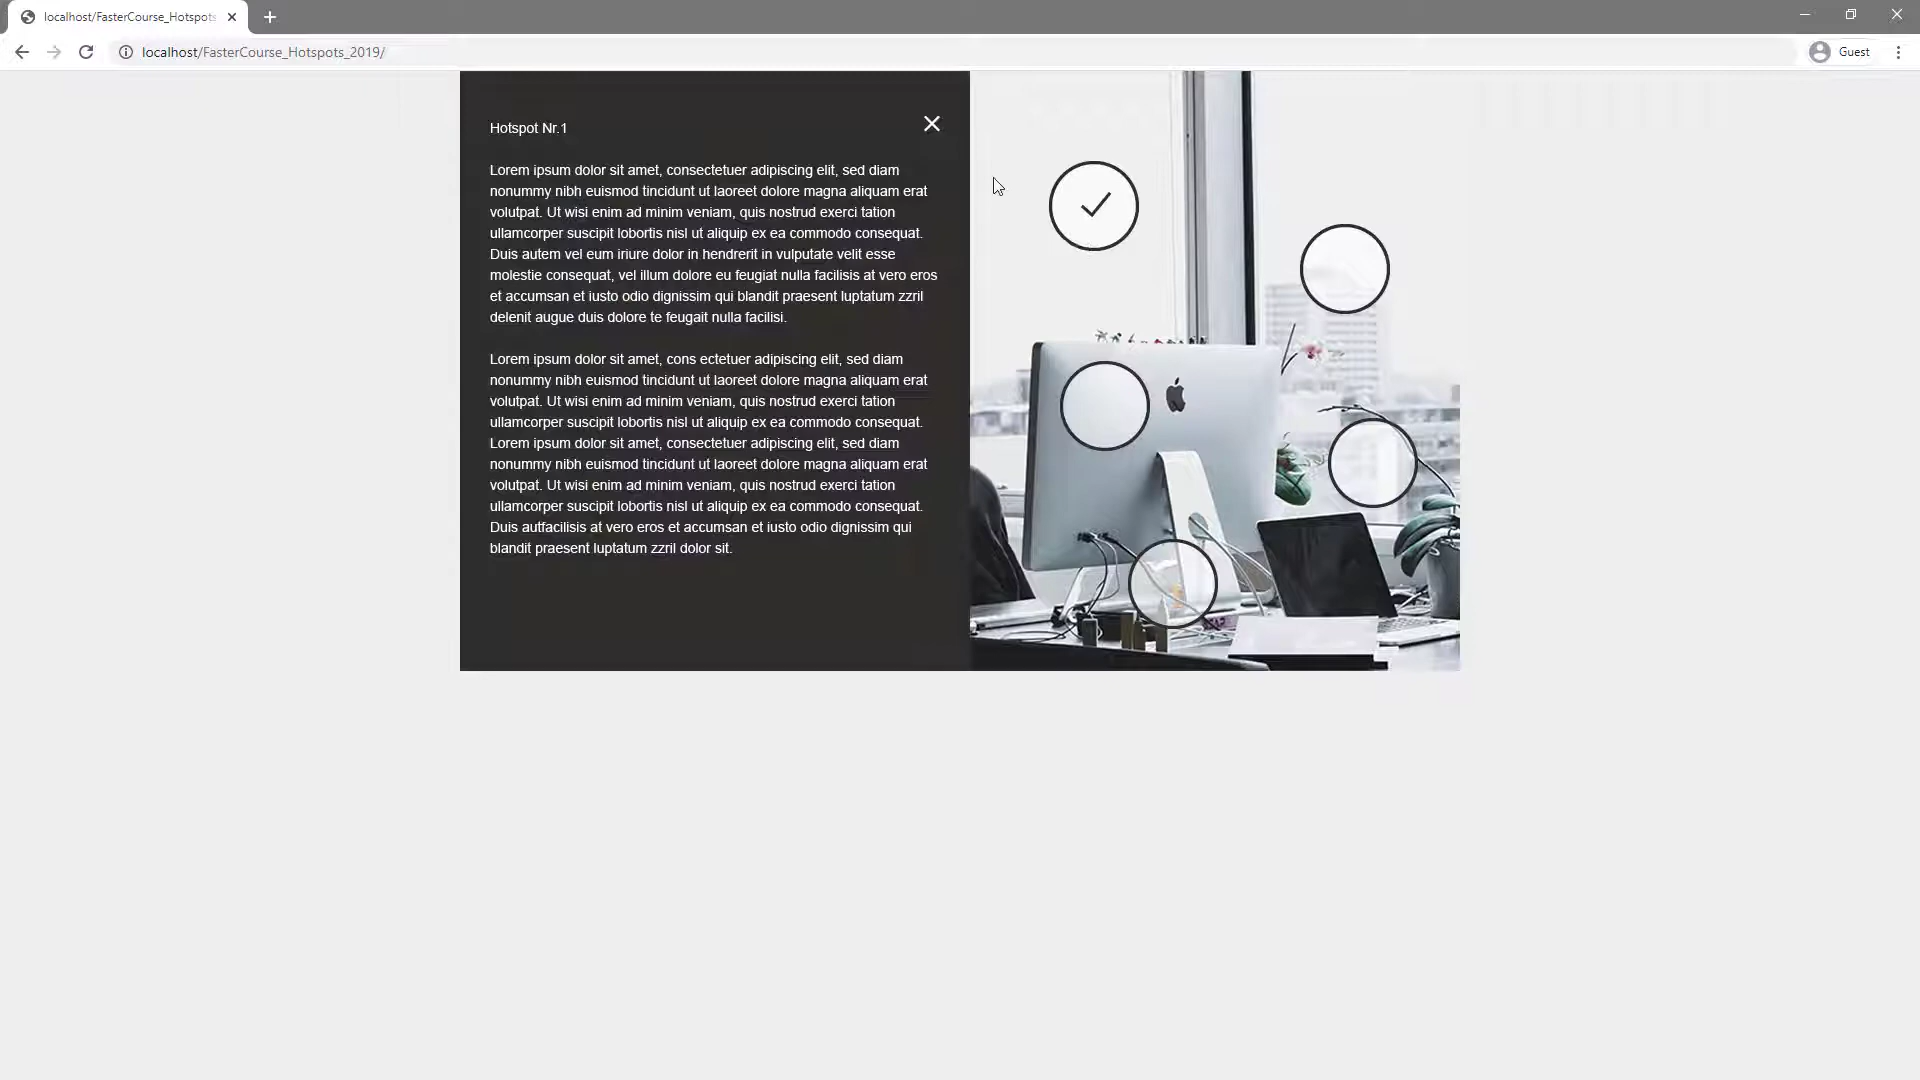 localhost/FasterCourse_Hotspots
localhost/FasterCourse_Hotspots_2019/
Guest
Hotspot Nr.1
Lorem ipsum dolor sit amet, consectetuer adipiscing elit, sed diam
nonummy nibh euismod tincidunt ut laoreet dolore magna aliquam erat
volutpat. Ut wisi enim ad minim veniam, quis nostrud exerci tation
ullamcorper suscipit lobortis nisl ut aliquip ex ea commodo consequat.
Duis autem vel eum iriure dolor in hendrerit in vulputate velit esse
molestie consequat, vel illum dolore eu feugiat nulla facilisis at vero eros
et accumsan et iusto odio dignissim qui blandit praesent luptatum zzril
delenit augue duis dolore te feugait nulla facilisi.
Lorem ipsum dolor sit amet, cons ectetuer adipiscing elit, sed diam
nonummy nibh euismod tincidunt ut laoreet dolore magna aliquam erat
volutpat. Ut wisi enim ad minim veniam, quis nostrud exerci tation
ullamcorper suscipit lobortis nisl ut aliquip ex ea commodo consequat.
Lorem ipsum dolor sit amet, consectetuer adipiscing elit, sed diam
nonummy nibh euismod tincidunt ut laoreet dolore magna aliquam erat
volutpat. Ut wisi enim ad minim veniam, quis nostrud exerci tation
ullamcorper suscipit lobortis nisl ut aliquip ex ea commodo consequat.
Duis autfacilisis at vero eros et accumsan et iusto odio dignissim qui
blandit praesent luptatum zzril dolor sit.